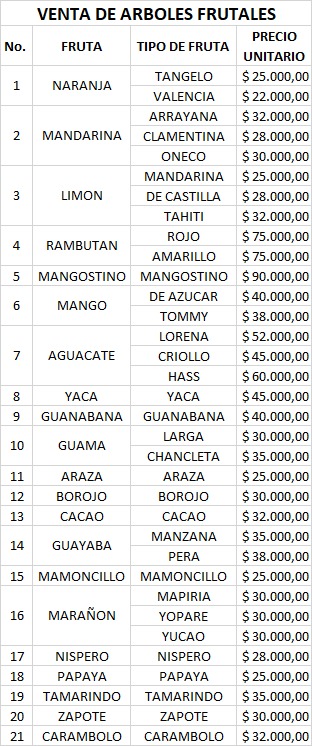 VENTA DE ARBOLES FRUTALES
No. FRUTA TIPO DE FRUTA PRECIO UNITARIO
1 NARANJA TANGELO $ 25.000,00
VALENCIA $ 22.000,00
2 MANDARINA ARRAYANA $ 32.000,00
CLAMENTINA $ 28.000,00
ONECO $ 30.000,00
3 LIMON MANDARINA $ 25.000,00
DE CASTILLA $ 28.000,00
TAHITI $ 32.000,00
4 RAMBUTAN ROJO $ 75.000,00
AMARILLO $ 75.000,00
5 MANGOSTINO MANGOSTINO $ 90.000,00
6 MANGO DE AZUCAR $ 40.000,00
TOMMY $ 38.000,00
7 AGUACATE LORENA $ 52.000,00
CRIOLLO $ 45.000,00
HASS $ 60.000,00
8 YACA YACA $ 45.000,00
9 GUANABANA GUANABANA $ 40.000,00
10 GUAMA LARGA $ 30.000,00
CHANCLETA $ 35.000,00
11 ARAZA ARAZA $ 25.000,00
12 BOROJO BOROJO $ 30.000,00
13 CACAO CACAO $ 32.000,00
14 GUAYABA MANZANA $ 35.000,00
PERA $ 38.000,00
15 MAMONCILLO MAMONCILLO $ 25.000,00
16 MARAÑON MAPIRIA $ 30.000,00
YOPARE $ 30.000,00
YUCAO $ 30.000,00
17 NISPERO NISPERO $ 28.000,00
18 PAPAYA PAPAYA $ 25.000,00
19 TAMARINDO TAMARINDO $ 35.000,00
20 ZAPOTE ZAPOTE $ 30.000,00
21 CARAMBOLO CARAMBOLO $ 32.000,00